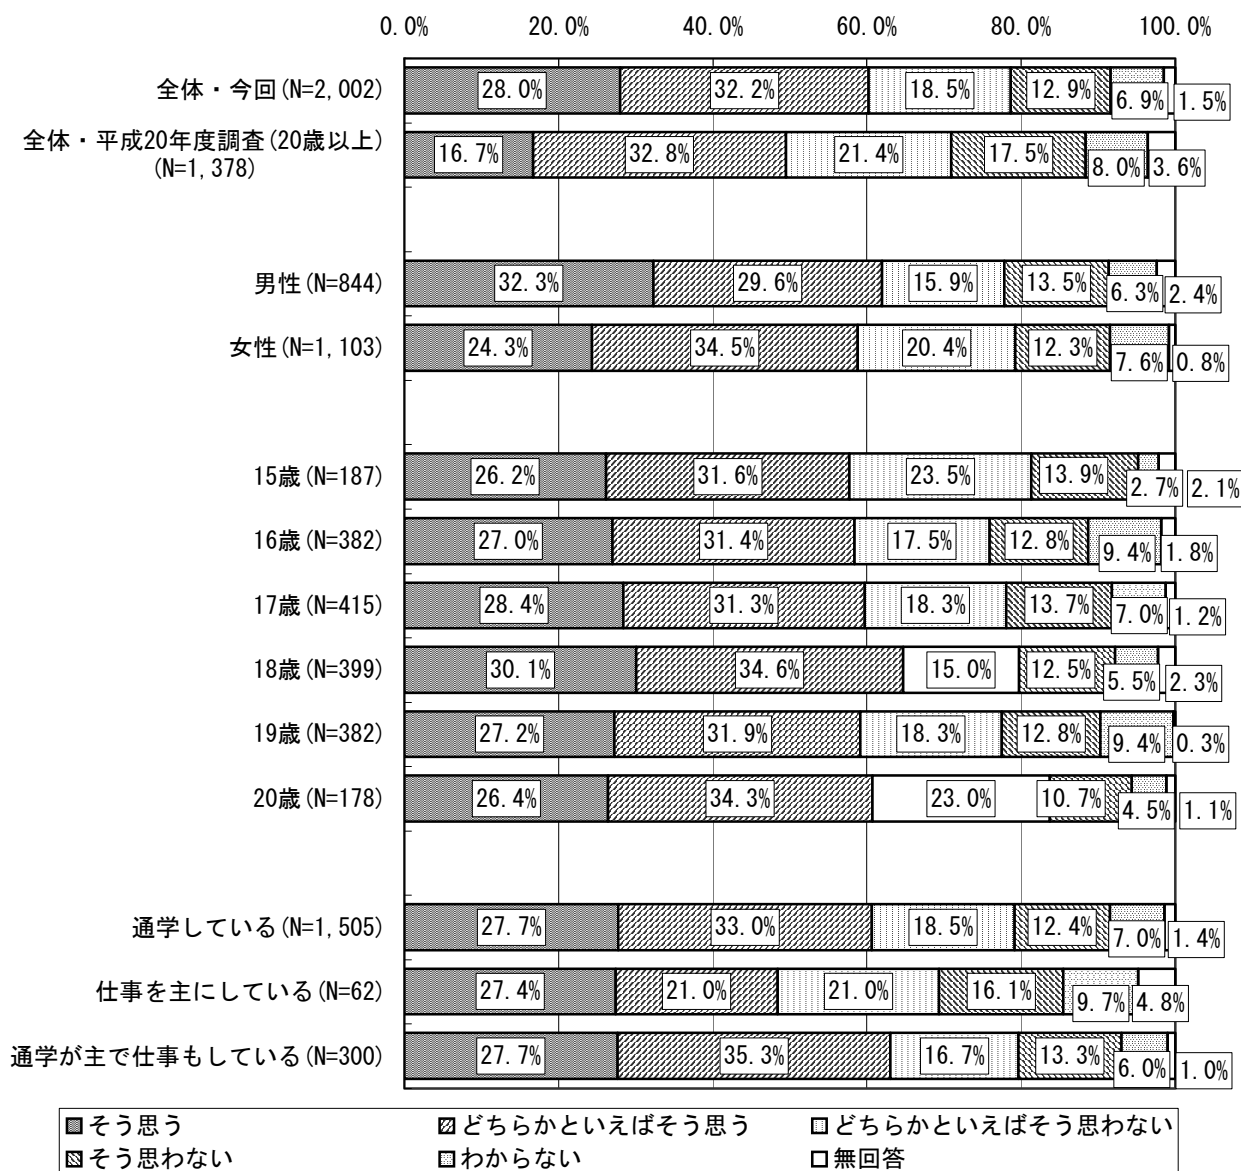 0.0% 20.0% 40.0% 60.0% 80.0% 100.0%
全体・今回(N=2,002) 28.0% 32.2% 18.5% 12.9% 6.9% 1.5%
全体・平成20年度調査(20歳以上)
(N=1,378) 16.7% 32.8% 21.4% 17.5% 8.0% 3.6%
男性(N=844) 32.3% 29.6% 15.9% 13.5% 6.3% 2.4%
女性(N=1,103) 24.3% 34.5% 20.4% 12.3% 7.6% 0.8%
15歳(N=187) 26.2% 31.6% 23.5% 13.9% 2.7% 2.1%
16歳(N=382) 27.0% 31.4% 17.5% 12.8% 9.4% 1.8%
17歳(N=415) 28.4% 31.3% 18.3% 13.7% 7.0% 1.2%
18歳(N=399) 30.1% 34.6% 15.0% 12.5% 5.5% 2.3%
19歳(N=382) 27.2% 31.9% 18.3% 12.8% 9.4% 0.3%
20歳(N=178) 26.4% 34.3% 23.0% 10.7% 4.5% 1.1%
通学している(N=1,505) 27.7% 33.0% 18.5% 12.4% 7.0% 1.4%
仕事を主にしている(N=62) 27.4% 21.0% 21.0% 16.1% 9.7% 4.8%
通学が主で仕事もしている(N=300) 27.7% 35.3% 16.7% 13.3% 6.0% 1.0%
そう思う どちらかといえばそう思う どちらかといえばそう思わない
そう思わない わからない 無回答